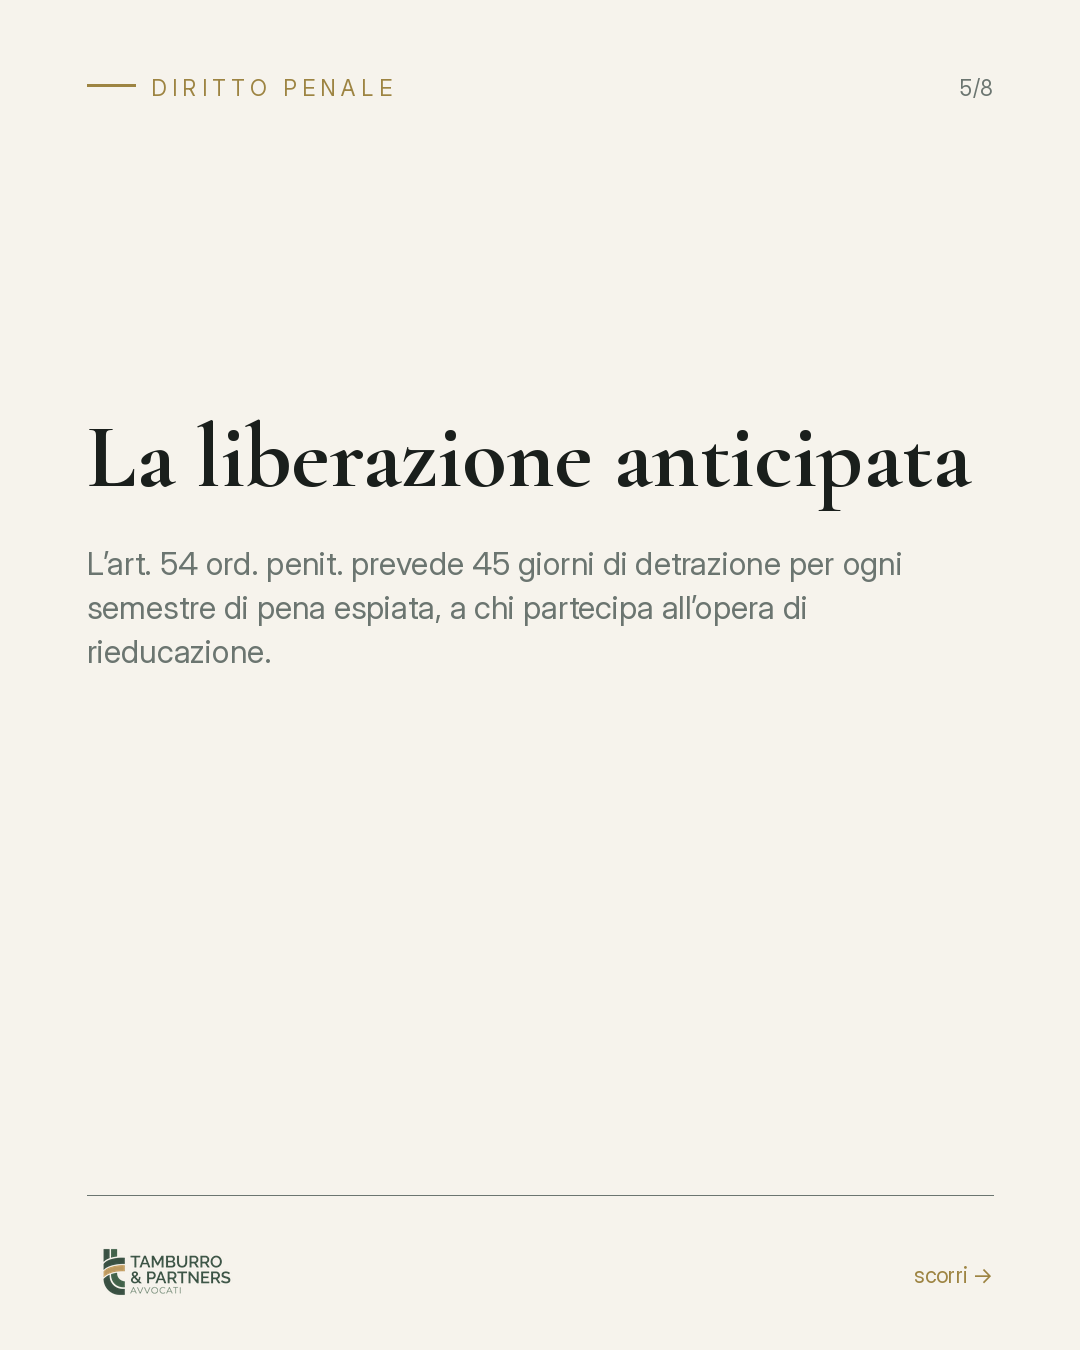 DIRITTO PENALE
5/8
La liberazione anticipata
L’art. 54 ord. penit. prevede 45 giorni di detrazione per ogni
semestre di pena espiata, a chi partecipa all’opera di
rieducazione.
TAMBURRO
& PARTNERS
AVVOCATI
scorri →